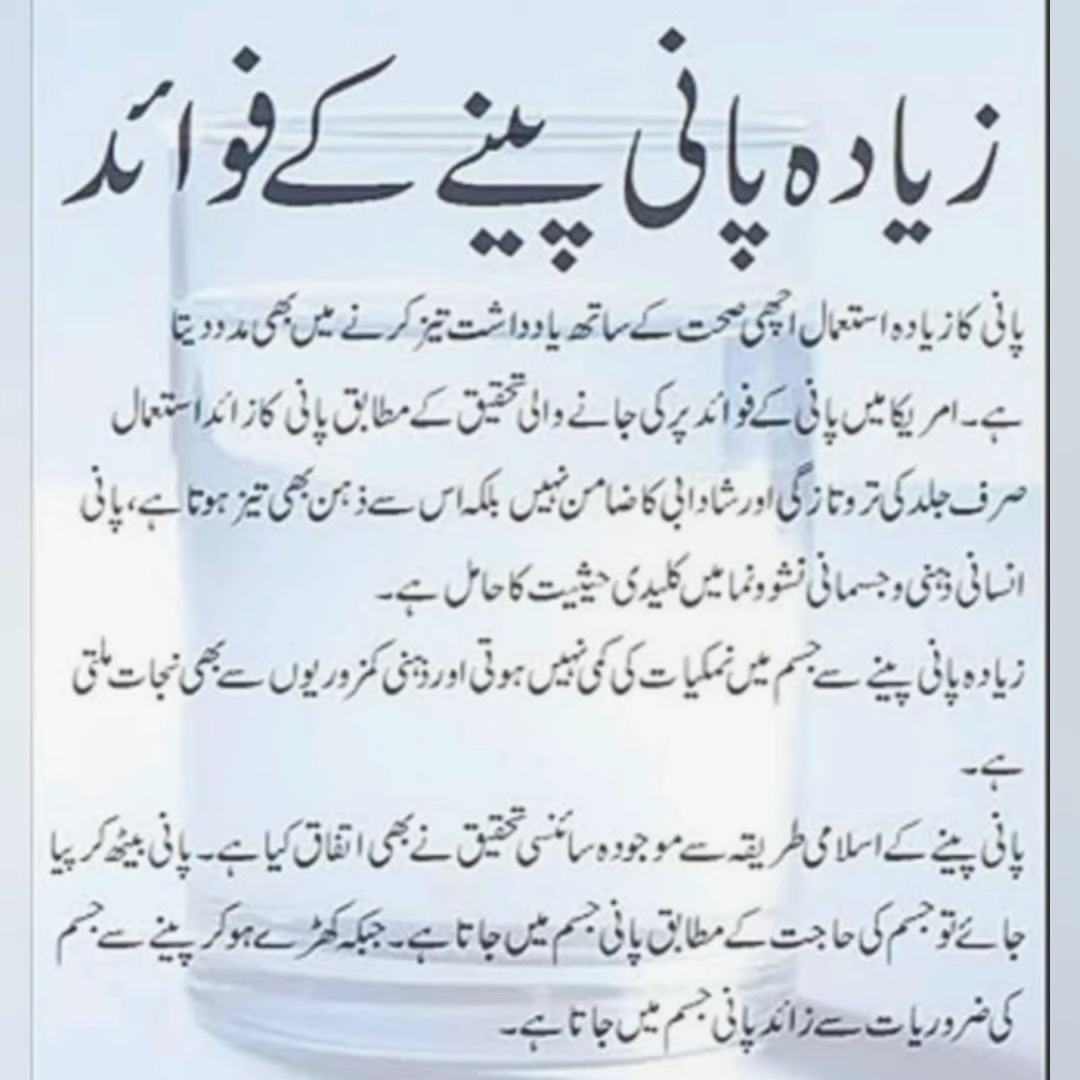 زیادہ پانی پینے کے فوائد
پانی کا زیادہ استعمال اچھی صحت کے ساتھ یادداشت تیز کرنے میں بھی مدد دیتا
ہے۔ امریکا میں پانی کے فوائد پر کی جانے والی تحقیق کے مطابق پانی کا زائد استعمال
صرف جلد کی تروتازگی اور شادابی کا ضامن نہیں بلکہ اس سے ذہن بھی تیز ہوتا ہے، پانی
انسانی ذہنی و جسمانی نشوونما میں کلیدی حیثیت کا حامل ہے۔
زیادہ پانی پینے سے جسم میں نمکیات کی کمی نہیں ہوتی اور ذہنی کمزوریوں سے بھی نجات ملتی
ہے۔
پانی پینے کے اسلامی طریقہ سے موجودہ سائنسی تحقیق نے بھی اتفاق کیا ہے۔ پانی بیٹھ کر پیا
جائے تو جسم کی حاجت کے مطابق پانی جسم میں جاتا ہے۔ جبکہ کھڑے ہو کر پینے سے جسم
کی ضروریات سے زائد پانی جسم میں جاتا ہے۔